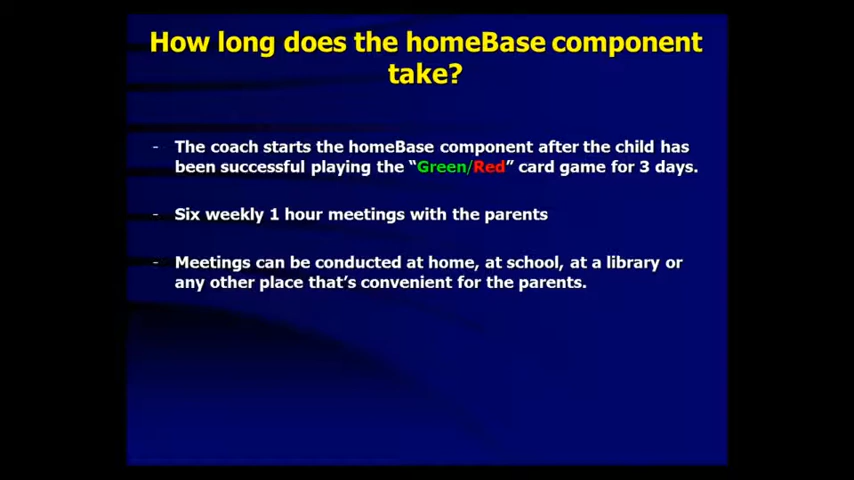 How long does the homeBase component
take?
- The coach starts the homeBase component after the child has
been successful playing the “Green/Red” card game for 3 days.
- Six weekly 1 hour meetings with the parents
- Meetings can be conducted at home, at school, at a library or
any other place that’s convenient for the parents.